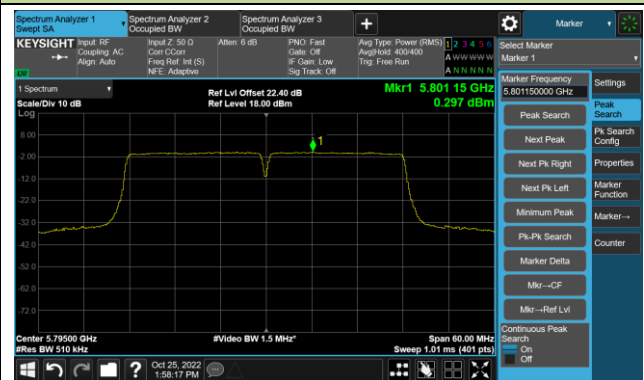 Spectrum Analyzer 1
Swept SA
Spectrum Analyzer 2
Occupied BW
Spectrum Analyzer 3
Occupied BW
+
Marker
KEYSIGHT
Input: RF
Coupling: AC
Align: Auto
Input Z: 50 Ω
Corr CCorr
Freq Ref: Int (S)
NFE: Adaptive
Atten: 6 dB
PNO: Fast
Gate: Off
IF Gain: Low
Sig Track: Off
Avg Type: Power (RMS)
Avg|Hold: 400/400
Trig: Free Run
1 2 3 4 5 6
A W W W W W
A N N N N N
Select Marker
Marker 1
1 Spectrum
Scale/Div 10 dB
Log
Ref Lvl Offset 22.40 dB
Ref Level 18.00 dBm
Mkr1 5.801 15 GHz
0.297 dBm
8.00
-2.00
-12.0
-22.0
-32.0
-42.0
-52.0
-62.0
-72.0
1
Center 5.79500 GHz
#Res BW 510 kHz
#Video BW 1.5 MHz*
Span 60.00 MHz
Sweep 1.01 ms (401 pts)
Marker Frequency
5.801150000 GHz
Peak Search
Next Peak
Next Pk Right
Next Pk Left
Minimum Peak
Pk-Pk Search
Marker Delta
Mkr→CF
Mkr→Ref Lvl
Continuous Peak
Search
On
Off
Settings
Peak
Search
Pk Search
Config
Properties
Marker
Function
Marker→
Counter
?
Oct 25, 2022
1:58:17 PM